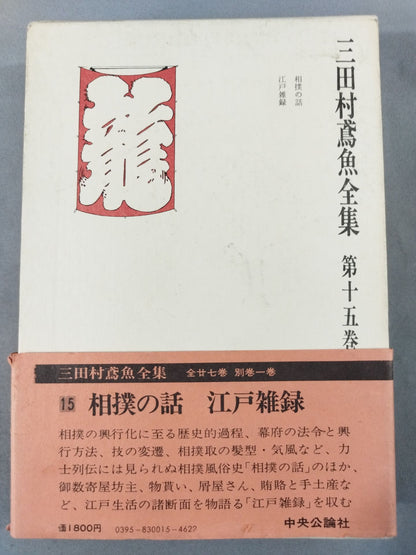 三田村鳶魚全集 第十五巻
相撲の話
江戸雑録
三田村鳶魚全集 全廿七巻 別巻一巻
15 相撲の話 江戸雑録
相撲の興行化に至る歴史的過程、幕府の法令と興
行方法、技の変遷、相撲取の髪型・気風など、力
士列伝には見られぬ相撲風俗史「相撲の話」のほか、
御数寄屋坊主、物貰い、屑屋さん、賄賂と手土産な
ど、江戸生活の諸断面を物語る「江戸雑録」を収む
価1800円 0395-830015-4622 中央公論社